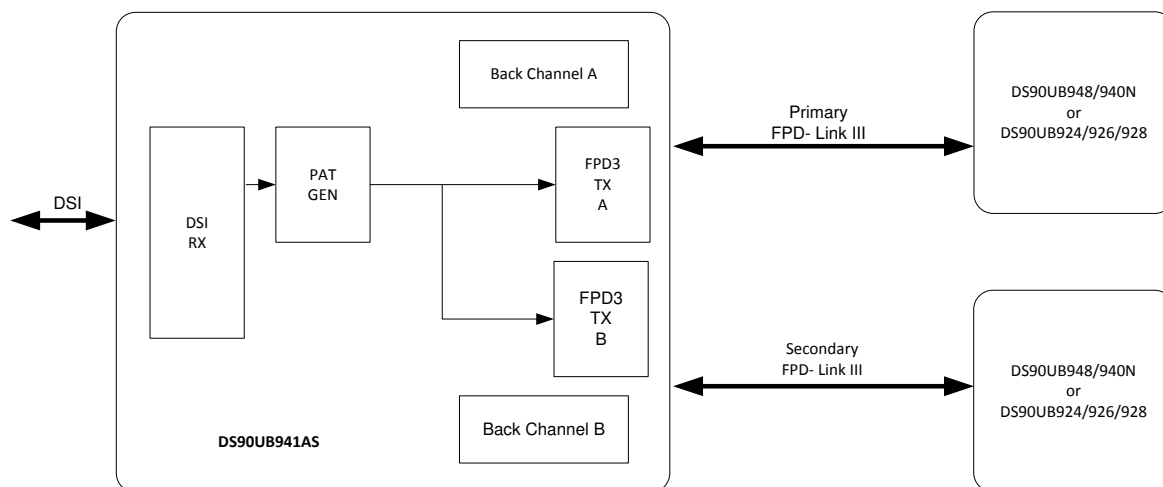 DSI
DSI
RX
PAT
GEN
Back Channel A
FPD3
TX
A
FPD3
TX
B
Back Channel B
DS90UB941AS
Primary
FPD- Link III
Secondary
FPD- Link III
DS90UB948/940N
or
DS90UB924/926/928
DS90UB948/940N
or
DS90UB924/926/928